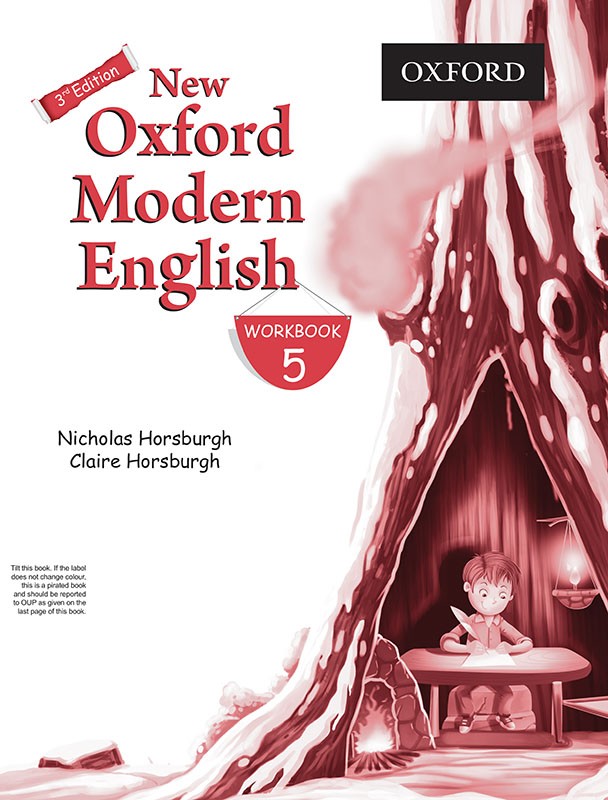 3rd Edition
New
Oxford
Modern
English
WORKBOOK
5
OXFORD
Nicholas Horsburgh
Claire Horsburgh
Tilt this book. If the label
does not change colour,
this is a pirated book
and should be reported
to OUP as given on the
last page of this book.